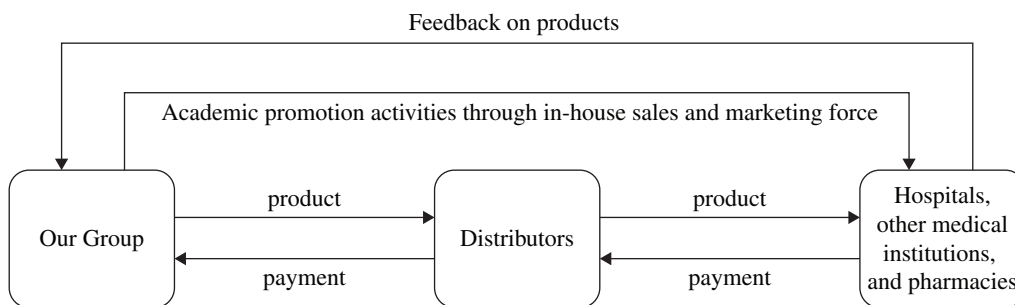 Feedback on products
Academic promotion activities through in-house sales and marketing force
Our Group
product
payment
Distributors
product
payment
Hospitals,
other medical
institutions,
and pharmacies